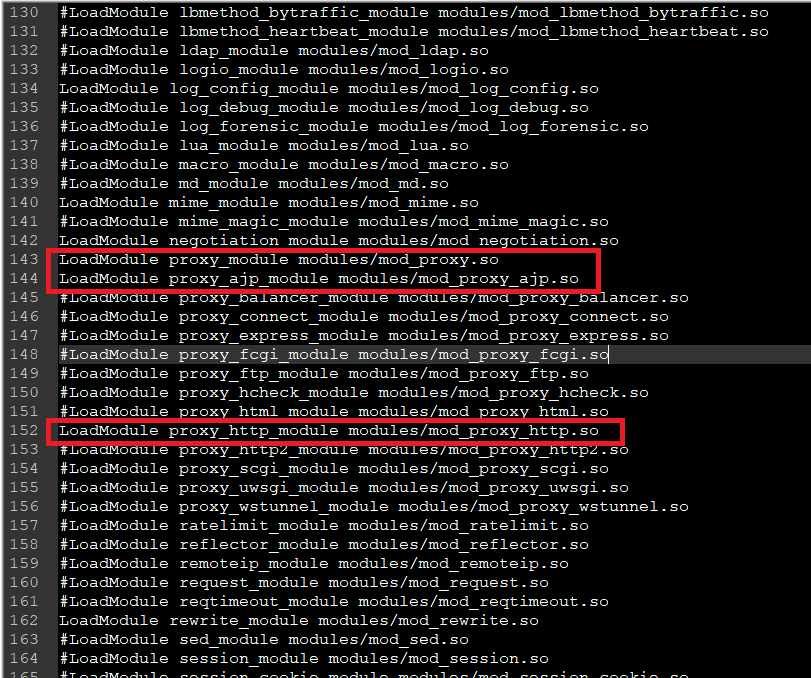 130 #LoadModule lbmethod_bytraffic_module modules/mod_lbmethod_bytraffic.so
131 #LoadModule lbmethod_heartbeat_module modules/mod_lbmethod_heartbeat.so
132 #LoadModule ldap_module modules/mod_ldap.so
133 #LoadModule logio_module modules/mod_logio.so
134 LoadModule log_config_module modules/mod_log_config.so
135 #LoadModule log_debug_module modules/mod_log_debug.so
136 #LoadModule log_forensic_module modules/mod_log_forensic.so
137 #LoadModule lua_module modules/mod_lua.so
138 #LoadModule macro_module modules/mod_macro.so
139 #LoadModule md_module modules/mod_md.so
140 LoadModule mime_module modules/mod_mime.so
141 #LoadModule mime_magic_module modules/mod_mime_magic.so
142 LoadModule negotiation_module modules/mod_negotiation.so
143 LoadModule proxy_module modules/mod_proxy.so
144 LoadModule proxy_ajp_module modules/mod_proxy_ajp.so
145 #LoadModule proxy_balancer_module modules/mod_proxy_balancer.so
146 #LoadModule proxy_connect_module modules/mod_proxy_connect.so
147 #LoadModule proxy_express_module modules/mod_proxy_express.so
148 #LoadModule proxy_fcgi_module modules/mod_proxy_fcgi.so
149 #LoadModule proxy_ftp_module modules/mod_proxy_ftp.so
150 #LoadModule proxy_hcheck_module modules/mod_proxy_hcheck.so
151 #LoadModule proxy_html_module modules/mod_proxy_html.so
152 LoadModule proxy_http_module modules/mod_proxy_http.so
153 #LoadModule proxy_http2_module modules/mod_proxy_http2.so
154 #LoadModule proxy_scgi_module modules/mod_proxy_scgi.so
155 #LoadModule proxy_uwsgi_module modules/mod_proxy_uwsgi.so
156 #LoadModule proxy_wstunnel_module modules/mod_proxy_wstunnel.so
157 #LoadModule ratelimit_module modules/mod_ratelimit.so
158 #LoadModule reflector_module modules/mod_reflector.so
159 #LoadModule remoteip_module modules/mod_remoteip.so
160 #LoadModule request_module modules/mod_request.so
161 #LoadModule reqtimeout_module modules/mod_reqtimeout.so
162 LoadModule rewrite_module modules/mod_rewrite.so
163 #LoadModule sed_module modules/mod_sed.so
164 #LoadModule session_module modules/mod_session.so
165 #LoadModule session_cookie_module modules/mod_session_cookie.so